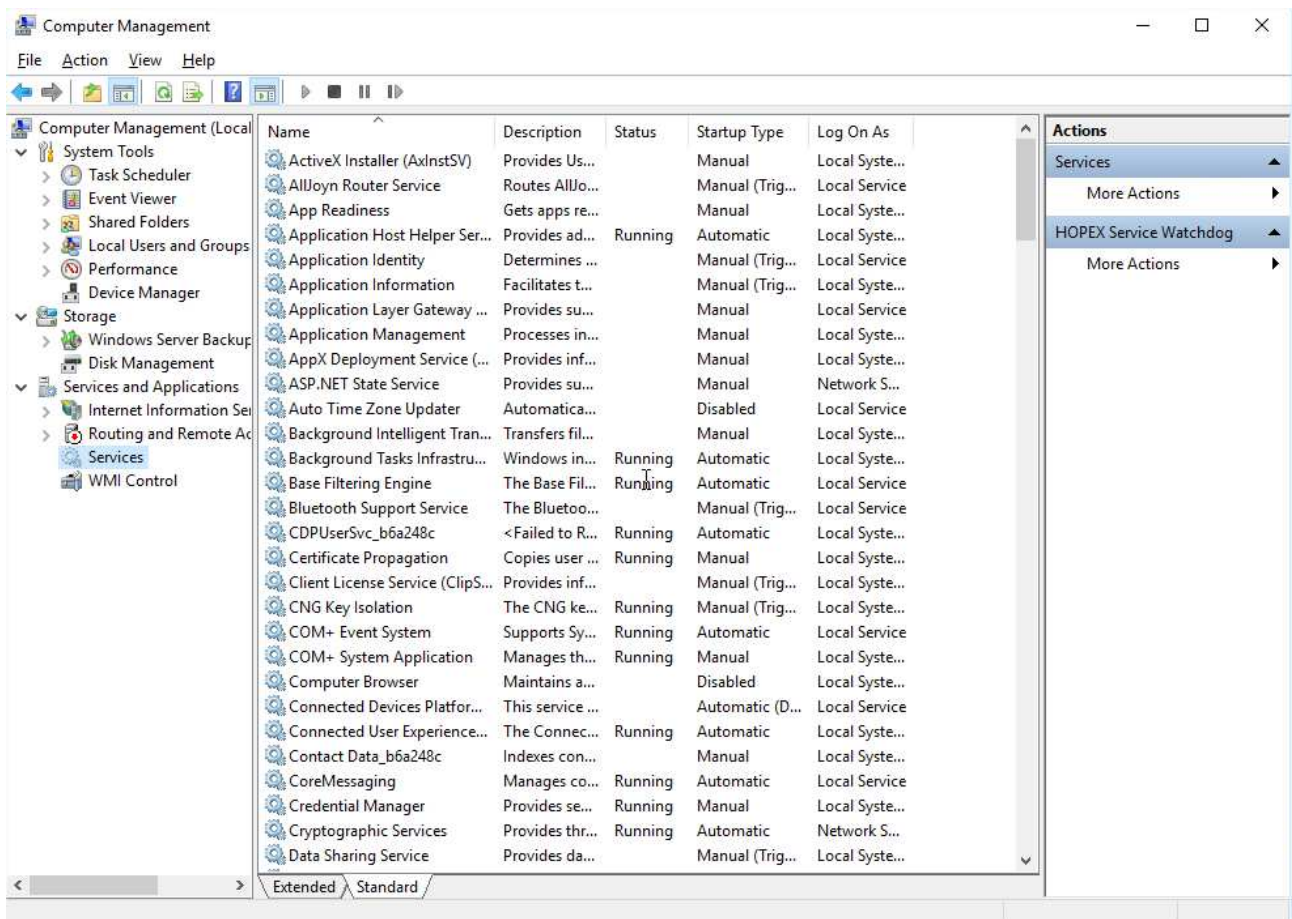 Computer Management
File Action View Help
Computer Management (Local
System Tools
Task Scheduler
Event Viewer
Shared Folders
Local Users and Groups
Performance
Device Manager
Storage
Windows Server Backup
Disk Management
Services and Applications
Internet Information Ser
Routing and Remote Ac
Services
WMI Control
Name Description Status Startup Type Log On As
ActiveX Installer (AxInstSV) Provides Us... Manual Local Syste...
AllJoyn Router Service Routes AllJo... Manual (Trig... Local Service
App Readiness Gets apps re... Manual Local Syste...
Application Host Helper Ser... Provides ad... Running Automatic Local Syste...
Application Identity Determines ... Manual (Trig... Local Service
Application Information Facilitates t... Manual (Trig... Local Syste...
Application Layer Gateway ... Provides su... Manual Local Service
Application Management Processes in... Manual Local Syste...
AppX Deployment Service (... Provides inf... Manual Local Syste...
ASP.NET State Service Provides su... Manual Network S...
Auto Time Zone Updater Automatica... Disabled Local Service
Background Intelligent Tran... Transfers fil... Manual Local Syste...
Background Tasks Infrastru... Windows in... Running Automatic Local Syste...
Base Filtering Engine The Base Fil... Running Automatic Local Service
Bluetooth Support Service The Bluetoo... Manual (Trig... Local Service
CDPUserSvc_b6a248c <Failed to R... Running Automatic Local Syste...
Certificate Propagation Copies user ... Running Manual Local Syste...
Client License Service (ClipS... Provides inf... Manual (Trig... Local Syste...
CNG Key Isolation The CNG ke... Running Manual (Trig... Local Syste...
COM+ Event System Supports Sy... Running Automatic Local Service
COM+ System Application Manages th... Running Manual Local Syste...
Computer Browser Maintains a... Disabled Local Syste...
Connected Devices Platfor... This service ... Automatic (D... Local Service
Connected User Experience... The Connec... Running Automatic Local Syste...
Contact Data_b6a248c Indexes con... Manual Local Syste...
CoreMessaging Manages co... Running Automatic Local Service
Credential Manager Provides se... Running Manual Local Syste...
Cryptographic Services Provides thr... Running Automatic Network S...
Data Sharing Service Provides da... Manual (Trig... Local Syste...
Extended Standard
Actions
Services
More Actions
HOPEX Service Watchdog
More Actions